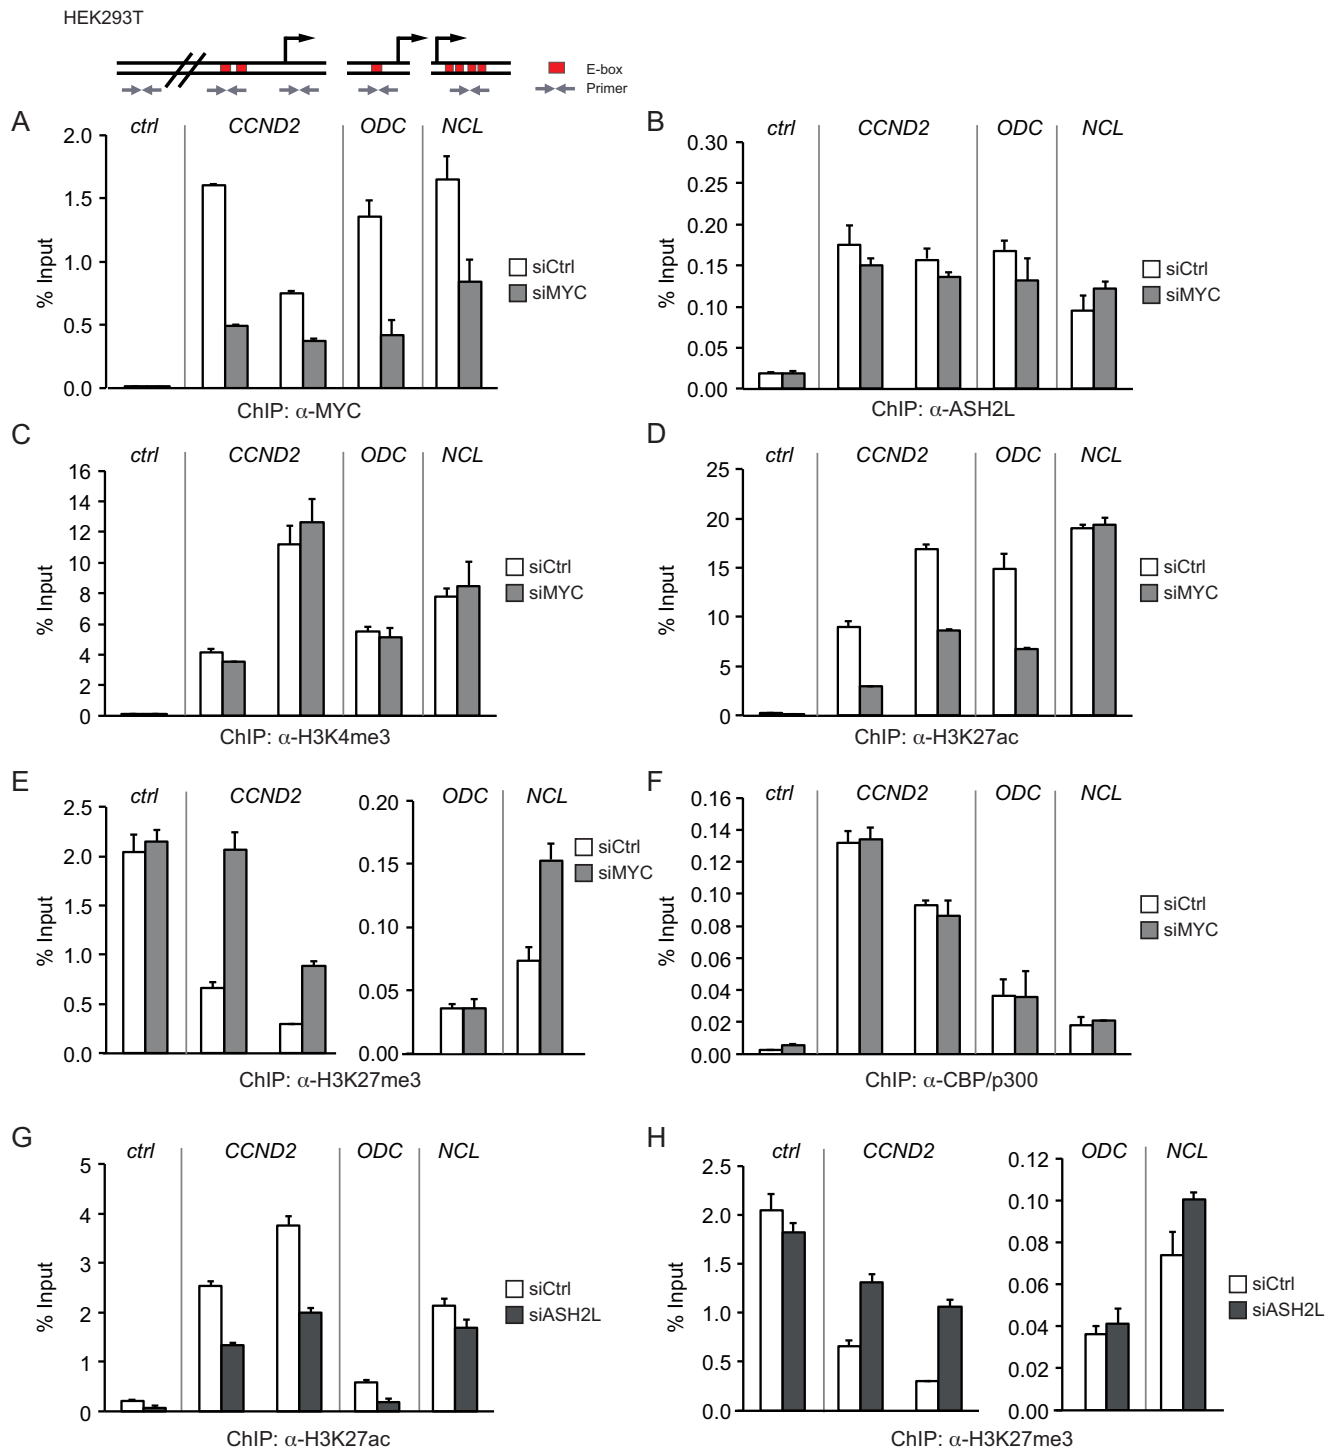 HEK293T
E-box
Primer
A
ctrl CCND2 ODC NCL
2.0
1.5
1.0
0.5
0.0
% Input
siCtrl
siMYC
ChIP: α-MYC
B
ctrl CCND2 ODC NCL
0.30
0.25
0.20
0.15
0.10
0.05
0.00
% Input
siCtrl
siMYC
ChIP: α-ASH2L
C
ctrl CCND2 ODC NCL
16
14
12
10
8
6
4
2
0
% Input
siCtrl
siMYC
ChIP: α-H3K4me3
D
ctrl CCND2 ODC NCL
25
20
15
10
5
0
% Input
siCtrl
siMYC
ChIP: α-H3K27ac
E
ctrl CCND2
2.5
2.0
1.5
1.0
0.5
0.0
% Input
ODC NCL
0.20
0.15
0.10
0.05
0.00
siCtrl
siMYC
ChIP: α-H3K27me3
F
ctrl CCND2 ODC NCL
0.16
0.14
0.12
0.10
0.08
0.06
0.04
0.02
0.00
% Input
siCtrl
siMYC
ChIP: α-CBP/p300
G
ctrl CCND2 ODC NCL
5
4
3
2
1
0
% Input
siCtrl
siASH2L
ChIP: α-H3K27ac
H
ctrl CCND2
2.5
2.0
1.5
1.0
0.5
0.0
% Input
ODC NCL
0.12
0.10
0.08
0.06
0.04
0.02
0.00
siCtrl
siASH2L
ChIP: α-H3K27me3